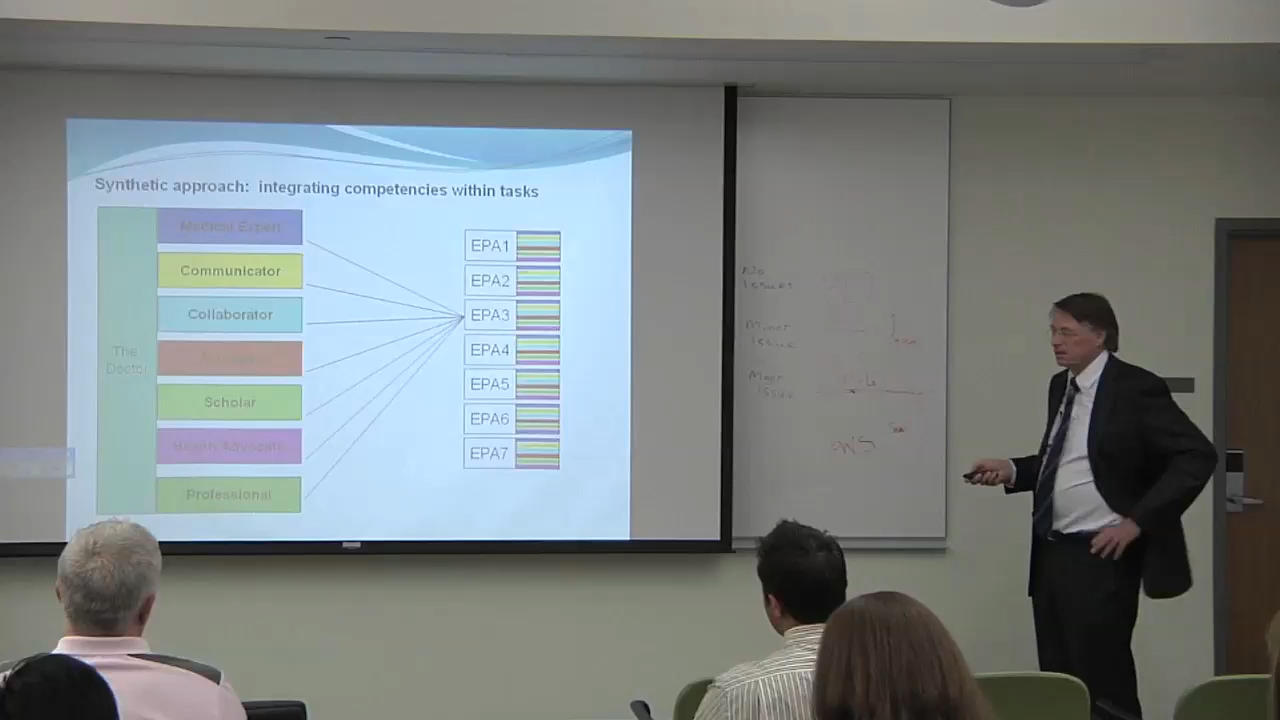 Synthetic approach: integrating competencies within tasks
The
Doctor
Medical Expert
Communicator
Collaborator
Scholar
Health Advocate
Professional
EPA1
EPA2
EPA3
EPA4
EPA5
EPA6
EPA7
No
Issues
Minor
Issue
Major
Issue